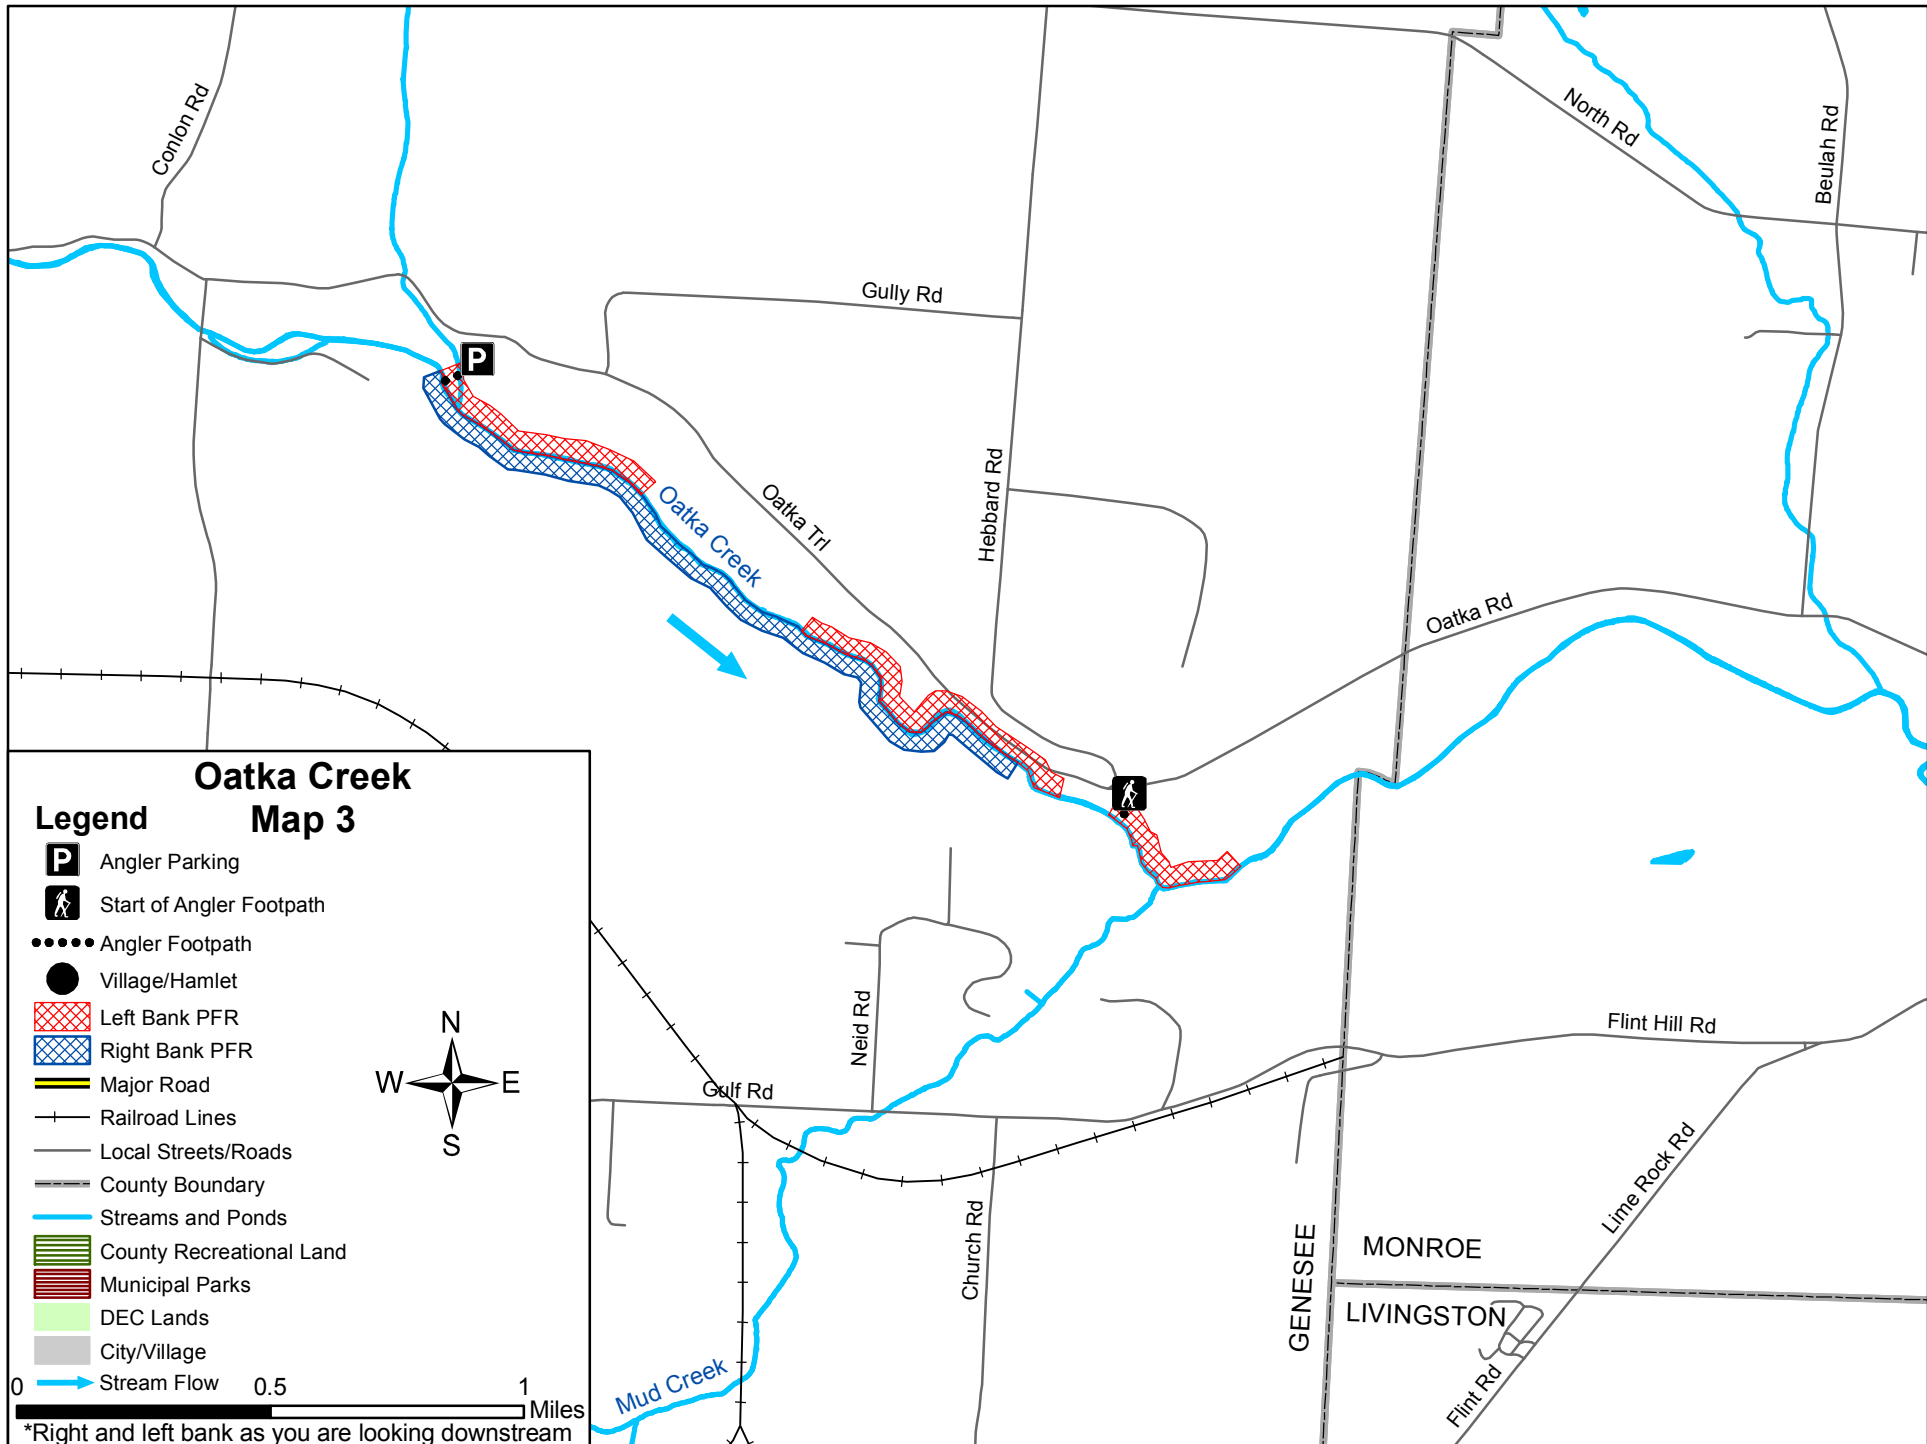 Conlon Rd
North Rd
Beulah Rd
Gully Rd
P
Hebbard Rd
Oatka Trl
Oatka Creek
Oatka Rd
Neid Rd
Flint Hill Rd
Gulf Rd
Church Rd
Lime Rock Rd
GENESEE
MONROE
LIVINGSTON
Flint Rd
Mud Creek
Oatka Creek
Map 3
Legend
P Angler Parking
Start of Angler Footpath
Angler Footpath
Village/Hamlet
Left Bank PFR
Right Bank PFR
Major Road
Railroad Lines
Local Streets/Roads
County Boundary
Streams and Ponds
County Recreational Land
Municipal Parks
DEC Lands
City/Village
Stream Flow
N
W E
S
0 0.5 1
Miles
*Right and left bank as you are looking downstream